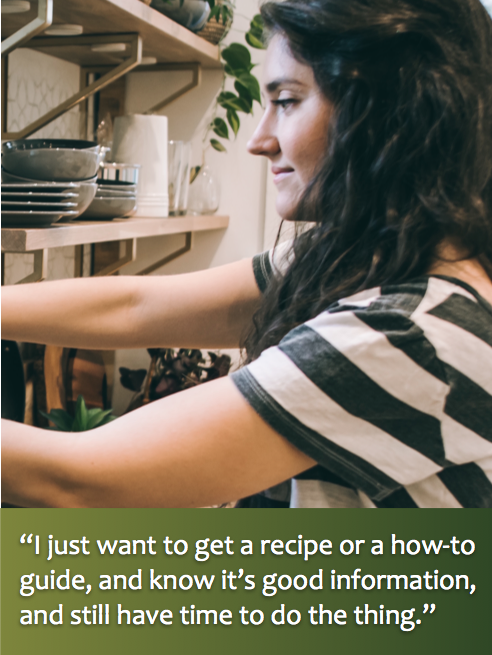 “I just want to get a recipe or a how-to
guide, and know it’s good information,
and still have time to do the thing.”